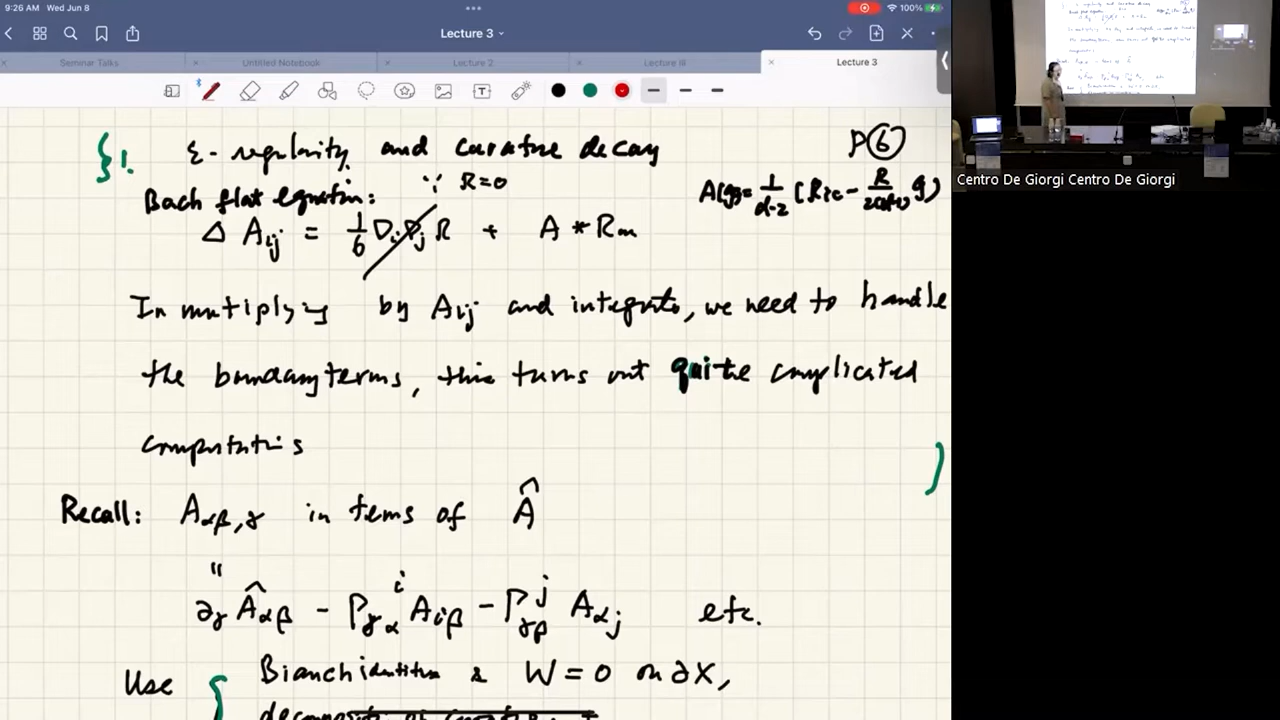 9:26 AM Wed Jun 8
100%
Lecture 3
Seminar Talks
Untitled Notebook
Lecture 2
Lecture III
Lecture 3
§1. ε-regularity and curvature decay P⑥
Bach flat equation: ∵ R=0 A(g)= 1/(d-2) (Ric - R/(2(d-1)) g)
Δ A_ij = 1/6 ∇_i ∇_j R + A * Rm
In multiplying by A_ij and integrate, we need to handle
the boundary terms, this turns out quite complicated
computations
Recall: A_αβ,γ in terms of Â
"
∂_γ Â_αβ - Γ_γα^i A_iβ - Γ_γβ^j A_αj etc.
Use { Bianchi identities & W = 0 on ∂X,
Centro De Giorgi Centro De Giorgi